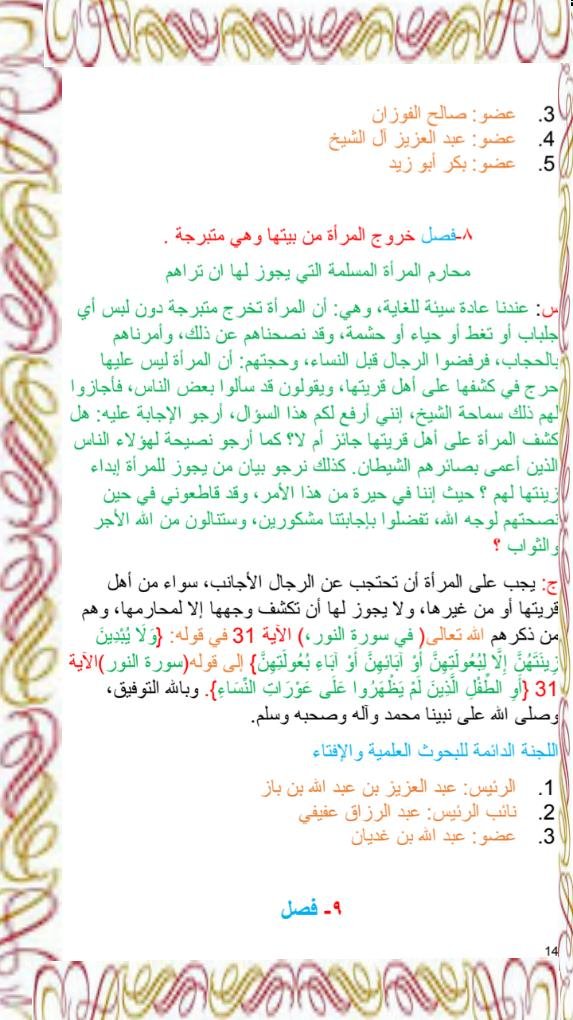 3. عضو: صالح الفوزان
4. عضو: عبد العزيز آل الشيخ
5. عضو: بكر أبو زيد
٨-فصل خروج المرأة من بيتها وهي متبرجة .
محارم المرأة المسلمة التي يجوز لها ان تراهم
س: عندنا عادة سيئة للغاية، وهي: أن المرأة تخرج متبرجة دون لبس أي
جلباب أو تغط أو حياء أو حشمة، وقد نصحناهم عن ذلك، وأمرناهم
بالحجاب، فرفضوا الرجال قبل النساء، وحجتهم: أن المرأة ليس عليها
حرج في كشفها على أهل قريتها، ويقولون قد سألوا بعض الناس، فأجازوا
لهم ذلك سماحة الشيخ، إنني أرفع لكم هذا السؤال، أرجو الإجابة عليه: هل
كشف المرأة على أهل قريتها جائز أم لا؟ كما أرجو نصيحة لهؤلاء الناس
الذين أعمى بصائرهم الشيطان. كذلك نرجو بيان من يجوز للمرأة إبداء
زينتها لهم ؟ حيث إننا في حيرة من هذا الأمر، وقد قاطعوني في حين
نصحتهم لوجه الله، تفضلوا بإجابتنا مشكورين، وستنالون من الله الأجر
والثواب ؟
ج: يجب على المرأة أن تحتجب عن الرجال الأجانب، سواء من أهل
قريتها أو من غيرها، ولا يجوز لها أن تكشف وجهها إلا لمحارمها، وهم
من ذكرهم الله تعالى( في سورة النور،) الآية 31 في قوله: {وَلَا يُبْدِينَ
زِينَتَهُنَّ إِلَّا لِبُعُولَتِهِنَّ أَوْ آبَائِهِنَّ أَوْ آبَاءِ بُعُولَتِهِنَّ} إلى قوله(سورة النور)الآية
31 {أَوِ الطِّفْلِ الَّذِينَ لَمْ يَظْهَرُوا عَلَى عَوْرَاتِ النِّسَاءِ}. وبالله التوفيق،
وصلى الله على نبينا محمد وآله وصحبه وسلم.
اللجنة الدائمة للبحوث العلمية والإفتاء
1. الرئيس: عبد العزيز بن عبد الله بن باز
2. نائب الرئيس: عبد الرزاق عفيفي
3. عضو: عبد الله بن غديان
٩- فصل
14